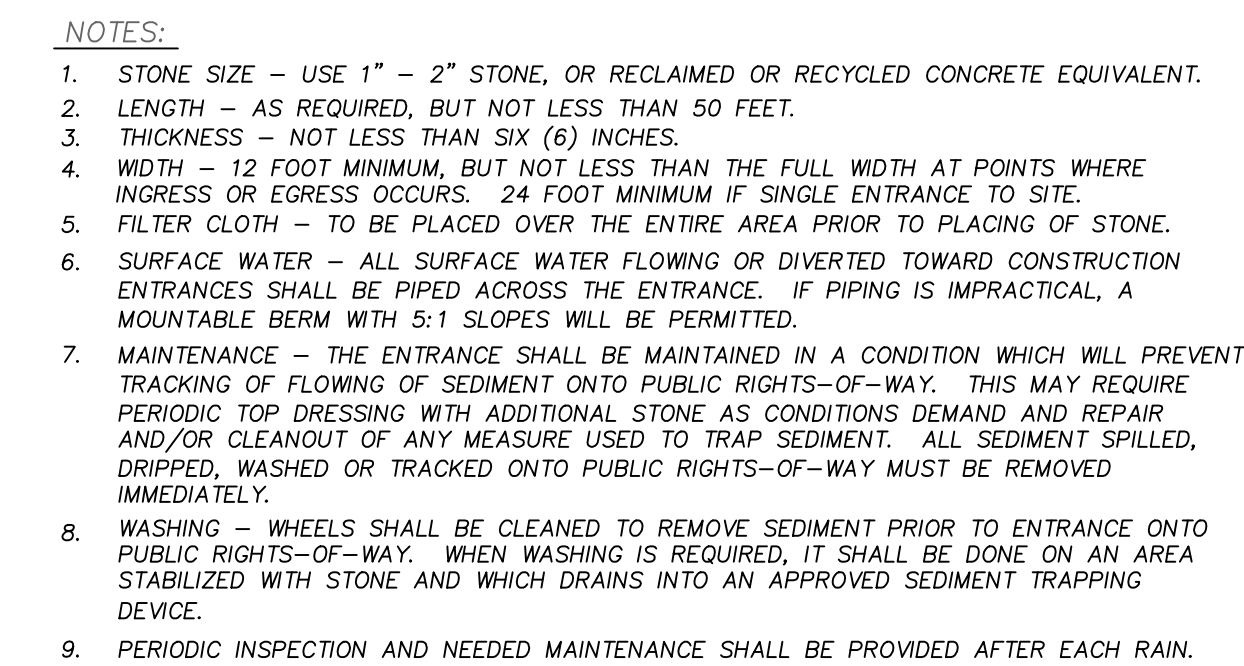 NOTES:
1. STONE SIZE – USE 1” – 2” STONE, OR RECLAIMED OR RECYCLED CONCRETE EQUIVALENT.
2. LENGTH – AS REQUIRED, BUT NOT LESS THAN 50 FEET.
3. THICKNESS – NOT LESS THAN SIX (6) INCHES.
4. WIDTH – 12 FOOT MINIMUM, BUT NOT LESS THAN THE FULL WIDTH AT POINTS WHERE
INGRESS OR EGRESS OCCURS. 24 FOOT MINIMUM IF SINGLE ENTRANCE TO SITE.
5. FILTER CLOTH – TO BE PLACED OVER THE ENTIRE AREA PRIOR TO PLACING OF STONE.
6. SURFACE WATER – ALL SURFACE WATER FLOWING OR DIVERTED TOWARD CONSTRUCTION
ENTRANCES SHALL BE PIPED ACROSS THE ENTRANCE. IF PIPING IS IMPRACTICAL, A
MOUNTABLE BERM WITH 5:1 SLOPES WILL BE PERMITTED.
7. MAINTENANCE – THE ENTRANCE SHALL BE MAINTAINED IN A CONDITION WHICH WILL PREVENT
TRACKING OF FLOWING OF SEDIMENT ONTO PUBLIC RIGHTS–OF–WAY. THIS MAY REQUIRE
PERIODIC TOP DRESSING WITH ADDITIONAL STONE AS CONDITIONS DEMAND AND REPAIR
AND/OR CLEANOUT OF ANY MEASURE USED TO TRAP SEDIMENT. ALL SEDIMENT SPILLED,
DRIPPED, WASHED OR TRACKED ONTO PUBLIC RIGHTS–OF–WAY MUST BE REMOVED
IMMEDIATELY.
8. WASHING – WHEELS SHALL BE CLEANED TO REMOVE SEDIMENT PRIOR TO ENTRANCE ONTO
PUBLIC RIGHTS–OF–WAY. WHEN WASHING IS REQUIRED, IT SHALL BE DONE ON AN AREA
STABILIZED WITH STONE AND WHICH DRAINS INTO AN APPROVED SEDIMENT TRAPPING
DEVICE.
9. PERIODIC INSPECTION AND NEEDED MAINTENANCE SHALL BE PROVIDED AFTER EACH RAIN.